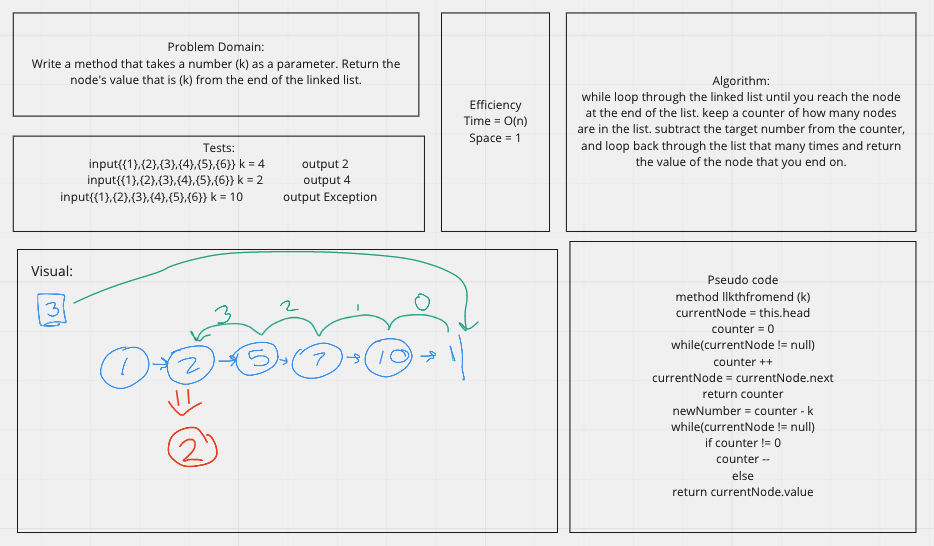 Problem Domain:
Write a method that takes a number (k) as a parameter. Return the
node's value that is (k) from the end of the linked list.
Efficiency
Time = O(n)
Space = 1
Algorithm:
while loop through the linked list until you reach the node
at the end of the list. keep a counter of how many nodes
are in the list. subtract the target number from the counter,
and loop back through the list that many times and return
the value of the node that you end on.
Tests:
input{{1},{2},{3},{4},{5},{6}} k = 4 output 2
input{{1},{2},{3},{4},{5},{6}} k = 2 output 4
input{{1},{2},{3},{4},{5},{6}} k = 10 output Exception
Visual:
3
3 2 1 0
1 2 5 7 10
2
Pseudo code
method llkthfromend (k)
currentNode = this.head
counter = 0
while(currentNode != null)
counter ++
currentNode = currentNode.next
return counter
newNumber = counter - k
while(currentNode != null)
if counter != 0
counter --
else
return currentNode.value